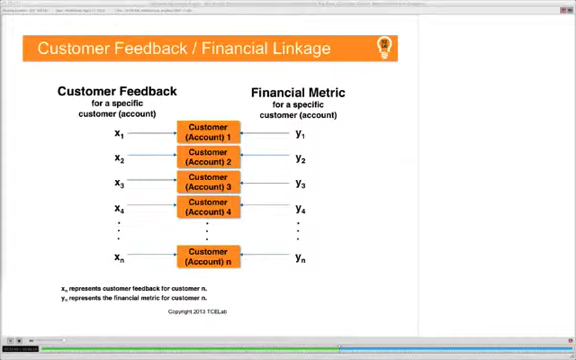 Customer Feedback / Financial Linkage
Customer Feedback
for a specific
customer (account)
Financial Metric
for a specific
customer (account)
x1
Customer
(Account) 1
y1
x2
Customer
(Account) 2
y2
x3
Customer
(Account) 3
y3
x4
Customer
(Account) 4
y4
xn
Customer
(Account) n
yn
xn represents customer feedback for customer n.
yn represents the financial metric for customer n.
Copyright 2013 TCELab